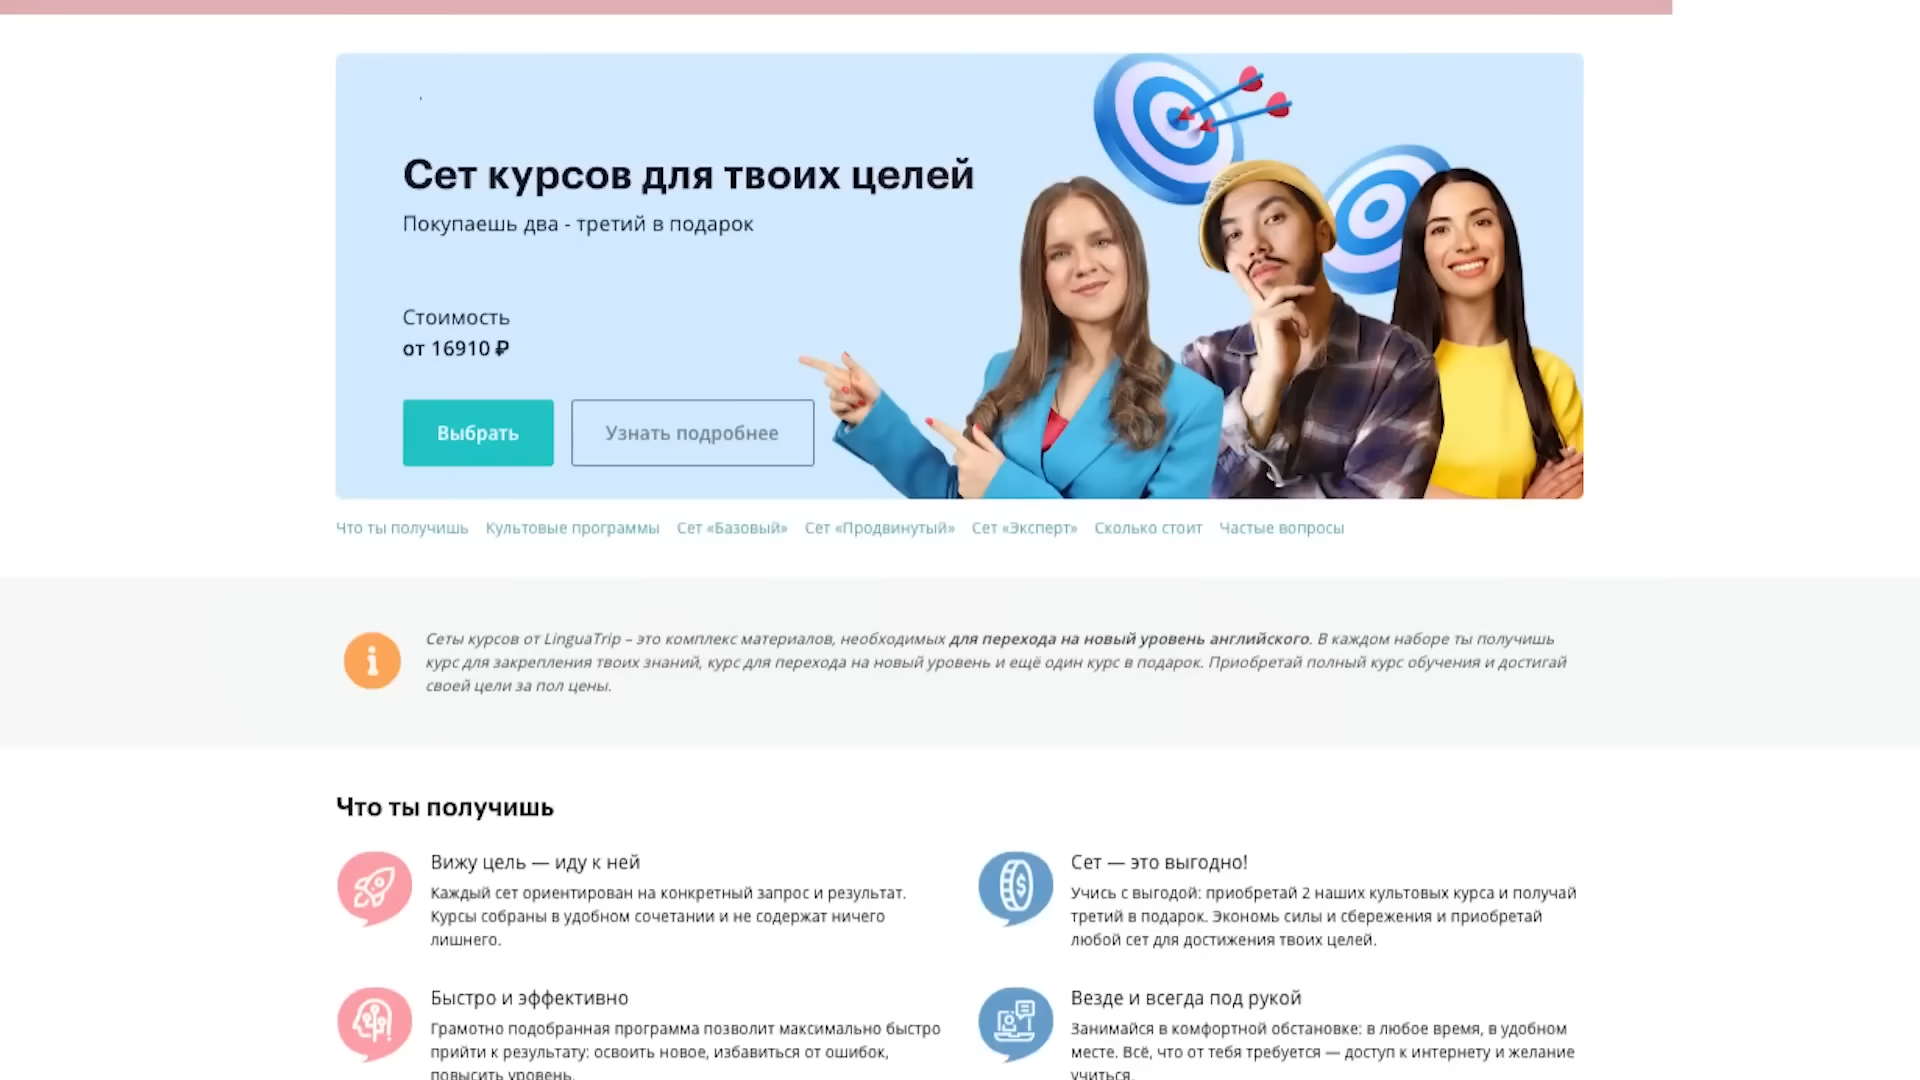 Сет курсов для твоих целей
Покупаешь два - третий в подарок
Стоимость
от 16910 ₽
Выбрать
Узнать подробнее
Что ты получишь Культовые программы Сет «Базовый» Сет «Продвинутый» Сет «Эксперт» Сколько стоит Частые вопросы
Сеты курсов от LinguaTrip – это комплекс материалов, необходимых для перехода на новый уровень английского. В каждом наборе ты получишь
курс для закрепления твоих знаний, курс для перехода на новый уровень и ещё один курс в подарок. Приобретай полный курс обучения и достигай
своей цели за пол цены.
Что ты получишь
Вижу цель — иду к ней
Каждый сет ориентирован на конкретный запрос и результат.
Курсы собраны в удобном сочетании и не содержат ничего
лишнего.
Сет — это выгодно!
Учись с выгодой: приобретай 2 наших культовых курса и получай
третий в подарок. Экономь силы и сбережения и приобретай
любой сет для достижения твоих целей.
Быстро и эффективно
Грамотно подобранная программа позволит максимально быстро
прийти к результату: освоить новое, избавиться от ошибок,
повысить уровень.
Везде и всегда под рукой
Занимайся в комфортной обстановке: в любое время, в удобном
месте. Всё, что от тебя требуется — доступ к интернету и желание
учиться.